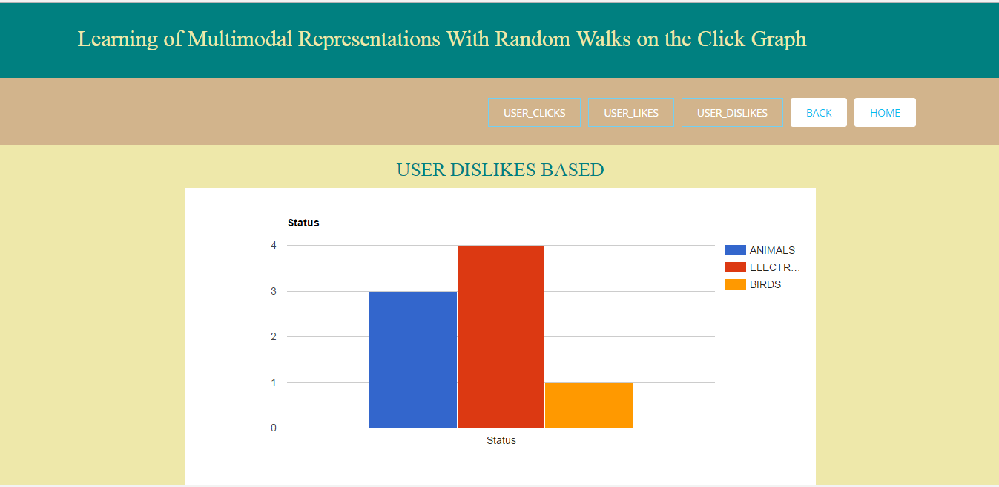 Learning of Multimodal Representations With Random Walks on the Click Graph
USER_CLICKS USER_LIKES USER_DISLIKES BACK HOME
USER DISLIKES BASED
Status
4
3
2
1
0
Status
ANIMALS
ELECTR...
BIRDS